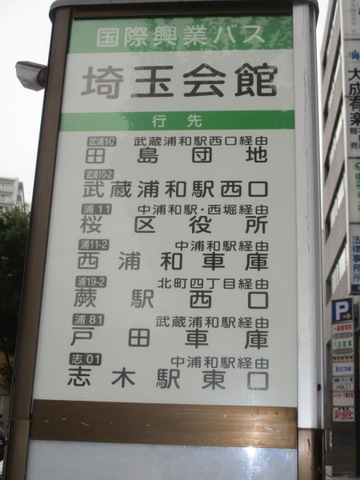 国際興業バス
埼玉会館
行先
武浦10 武蔵浦和駅西口経由
田島団地
武浦10-2
武蔵浦和駅西口
浦11 中浦和駅・西堀経由
桜区役所
浦11-2 中浦和駅経由
西浦和車庫
浦19-2 北町四丁目経由
蕨駅西口
浦81 武蔵浦和駅経由
戸田車庫
志01 中浦和駅経由
志木駅東口
大成
P